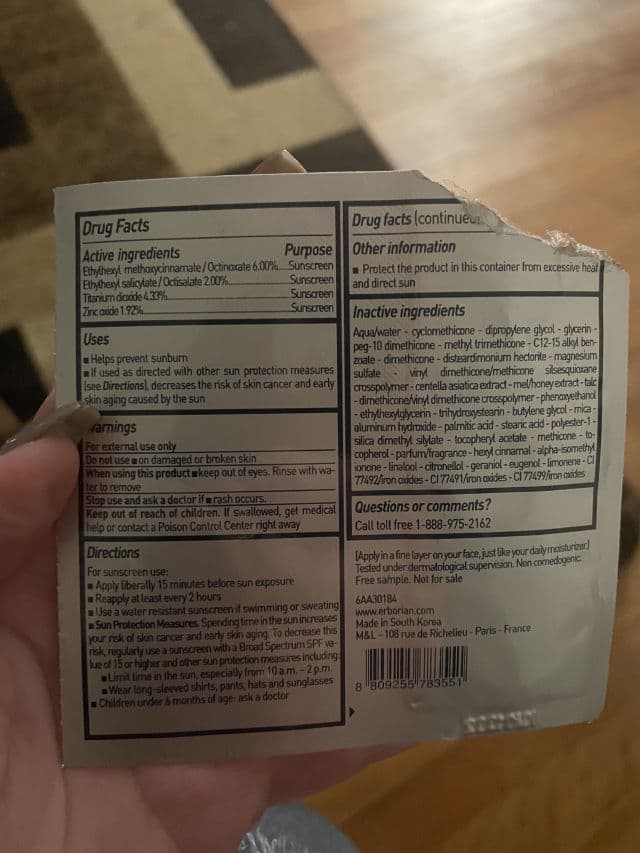 Drug Facts
Active ingredients Purpose
Ethylhexyl methoxycinnamate / Octinoxate 6.00% Sunscreen
Ethylhexyl salicylate / Octisalate 2.00% Sunscreen
Titanium dioxide 4.33% Sunscreen
Zinc oxide 1.92% Sunscreen
Uses
■ Helps prevent sunburn
■ If used as directed with other sun protection measures
(see Directions), decreases the risk of skin cancer and early
skin aging caused by the sun
arnings
For external use only
Do not use ■ on damaged or broken skin
When using this product ■ keep out of eyes. Rinse with wa-
ter to remove
Stop use and ask a doctor if ■ rash occurs.
Keep out of reach of children. If swallowed, get medical
help or contact a Poison Control Center right away
Directions
For sunscreen use:
■ Apply liberally 15 minutes before sun exposure
■ Reapply at least every 2 hours
■ Use a water resistant sunscreen if swimming or sweating
■ Sun Protection Measures. Spending time in the sun increases
your risk of skin cancer and early skin aging. To decrease this
risk, regularly use a sunscreen with a Broad Spectrum SPF va-
lue of 15 or higher and other sun protection measures including:
■ Limit time in the sun, especially from 10 a.m. – 2 p.m.
■ Wear long-sleeved shirts, pants, hats and sunglasses
■ Children under 6 months of age: ask a doctor
Drug facts (continued
Other information
■ Protect the product in this container from excessive heat
and direct sun
Inactive ingredients
Aqua/water - cyclomethicone - dipropylene glycol - glycerin -
peg-10 dimethicone - methyl trimethicone - C12-15 alkyl ben-
zoate - dimethicone - disteardimonium hectorite - magnesium
sulfate - vinyl dimethicone/methicone silsesquioxane
crosspolymer - centella asiatica extract - mel/honey extract - talc
- dimethicone/vinyl dimethicone crosspolymer - phenoxyethanol
- ethylhexylglycerin - trihydroxystearin - butylene glycol - mica -
aluminum hydroxide - palmitic acid - stearic acid - polyester-1 -
silica dimethyl silylate - tocopheryl acetate - methicone - to-
copherol - parfum/fragrance - hexyl cinnamal - alpha-isomethyl
ionone - linalool - citronellol - geraniol - eugenol - limonene - CI
77492/iron oxides - CI 77491/iron oxides - CI 77499/iron oxides
Questions or comments?
Call toll free 1-888-975-2162
(Apply in a fine layer on your face, just like your daily moisturizer.)
Tested under dermatological supervision. Non comedogenic.
Free sample. Not for sale
6AA30184
www.erborian.com
Made in South Korea
M&L - 108 rue de Richelieu - Paris - France
8 809255 783551